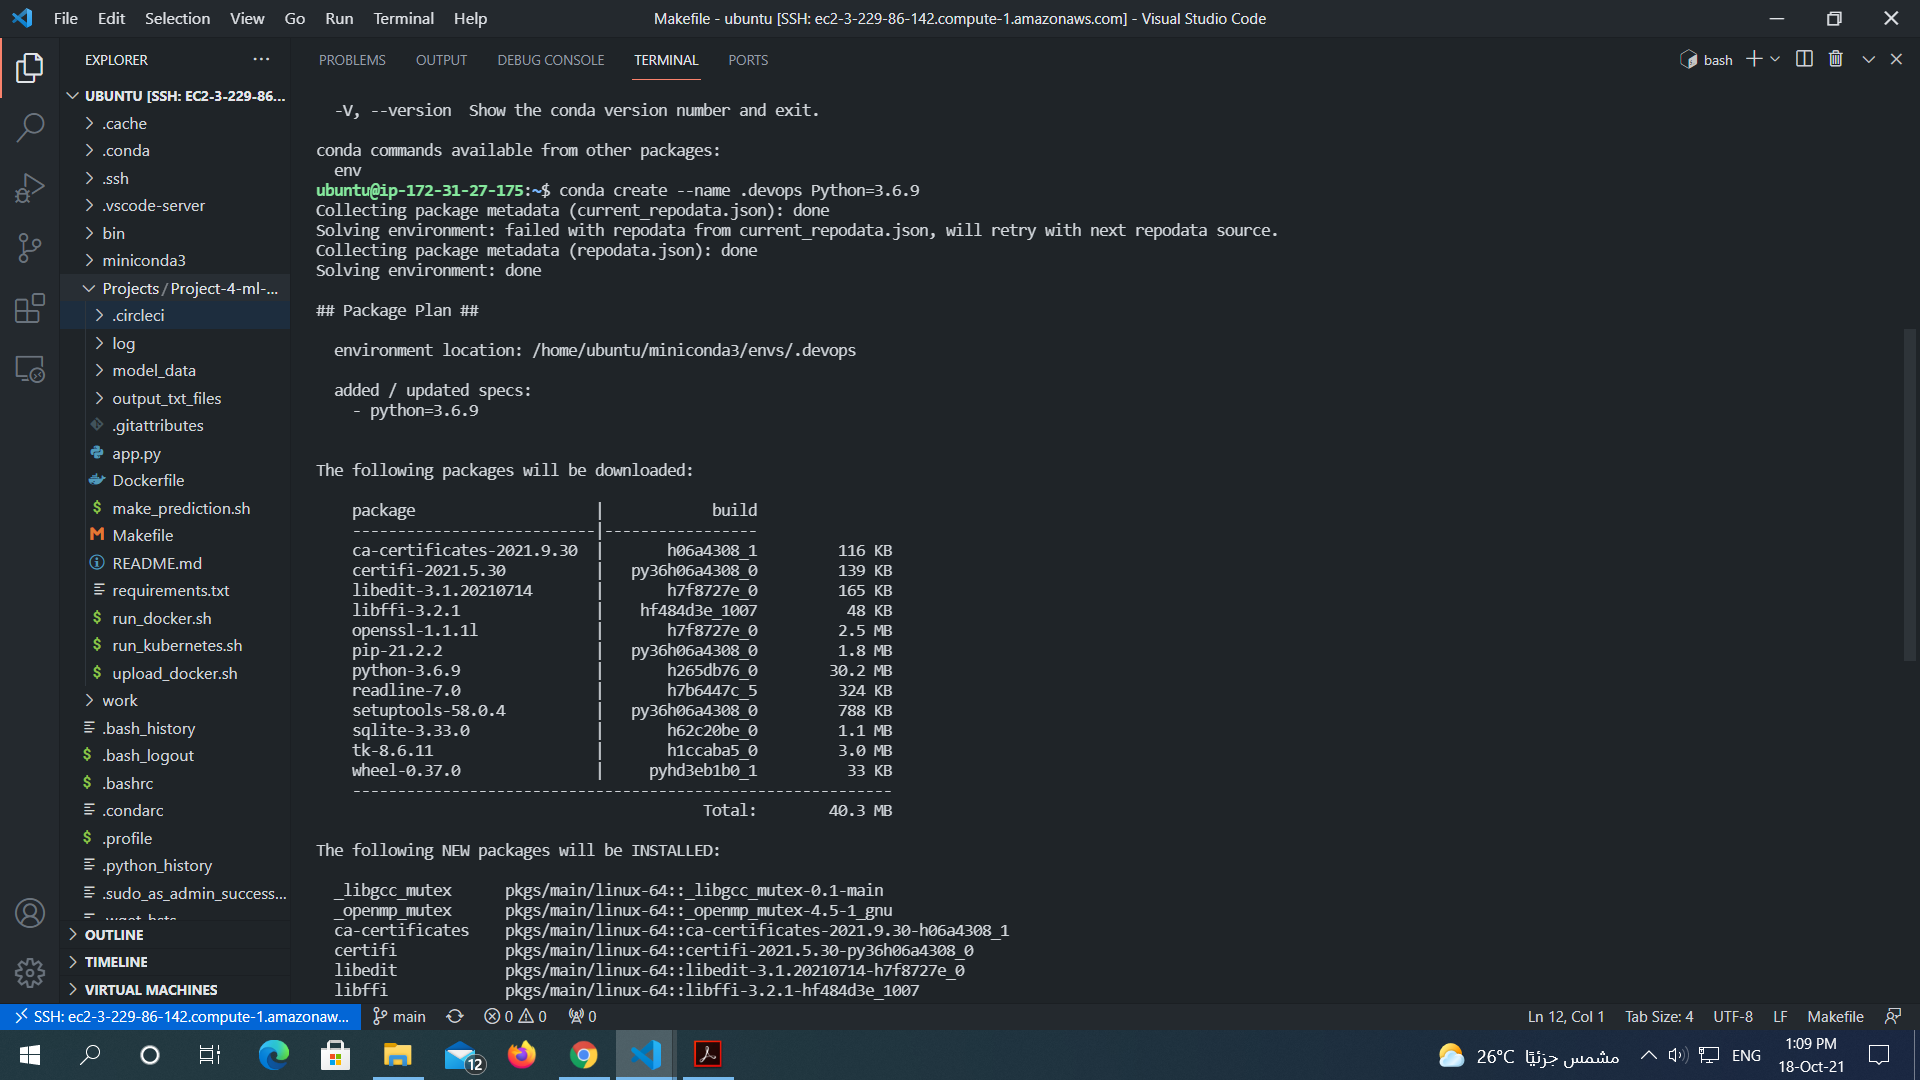 File Edit Selection View Go Run Terminal Help
Makefile - ubuntu [SSH: ec2-3-229-86-142.compute-1.amazonaws.com] - Visual Studio Code
EXPLORER
UBUNTU [SSH: EC2-3-229-86...
.cache
.conda
.ssh
.vscode-server
bin
miniconda3
Projects / Project-4-ml-...
.circleci
log
model_data
output_txt_files
.gitattributes
app.py
Dockerfile
make_prediction.sh
Makefile
README.md
requirements.txt
run_docker.sh
run_kubernetes.sh
upload_docker.sh
work
.bash_history
.bash_logout
.bashrc
.condarc
.profile
.python_history
.sudo_as_admin_success...
OUTLINE
TIMELINE
VIRTUAL MACHINES
PROBLEMS OUTPUT DEBUG CONSOLE TERMINAL PORTS
bash
-V, --version  Show the conda version number and exit.
conda commands available from other packages:
env
ubuntu@ip-172-31-27-175:~$ conda create --name .devops Python=3.6.9
Collecting package metadata (current_repodata.json): done
Solving environment: failed with repodata from current_repodata.json, will retry with next repodata source.
Collecting package metadata (repodata.json): done
Solving environment: done
## Package Plan ##
environment location: /home/ubuntu/miniconda3/envs/.devops
added / updated specs:
- python=3.6.9
The following packages will be downloaded:
package | build
---------------------------|-----------------
ca-certificates-2021.9.30 | h06a4308_1 116 KB
certifi-2021.5.30 | py36h06a4308_0 139 KB
libedit-3.1.20210714 | h7f8727e_0 165 KB
libffi-3.2.1 | hf484d3e_1007 48 KB
openssl-1.1.1l | h7f8727e_0 2.5 MB
pip-21.2.2 | py36h06a4308_0 1.8 MB
python-3.6.9 | h265db76_0 30.2 MB
readline-7.0 | h7b6447c_5 324 KB
setuptools-58.0.4 | py36h06a4308_0 788 KB
sqlite-3.33.0 | h62c20be_0 1.1 MB
tk-8.6.11 | h1ccaba5_0 3.0 MB
wheel-0.37.0 | pyhd3eb1b0_1 33 KB
------------------------------------------------------------
Total: 40.3 MB
The following NEW packages will be INSTALLED:
_libgcc_mutex pkgs/main/linux-64::_libgcc_mutex-0.1-main
_openmp_mutex pkgs/main/linux-64::_openmp_mutex-4.5-1_gnu
ca-certificates pkgs/main/linux-64::ca-certificates-2021.9.30-h06a4308_1
certifi pkgs/main/linux-64::certifi-2021.5.30-py36h06a4308_0
libedit pkgs/main/linux-64::libedit-3.1.20210714-h7f8727e_0
libffi pkgs/main/linux-64::libffi-3.2.1-hf484d3e_1007
SSH: ec2-3-229-86-142.compute-1.amazonaw... main 0 0 0 Ln 12, Col 1 Tab Size: 4 UTF-8 LF Makefile
12
26°C مشمس جزئيًا ENG
1:09 PM
18-Oct-21